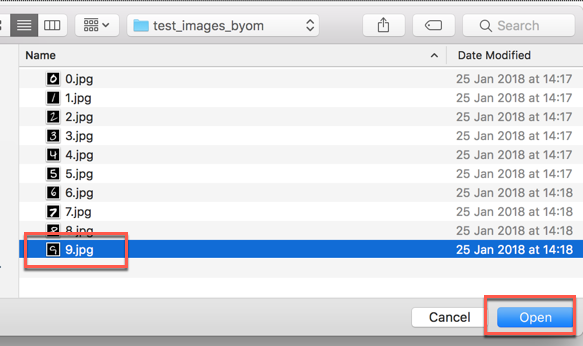 test_images_byom
Search
Name Date Modified
0.jpg 25 Jan 2018 at 14:17
1.jpg 25 Jan 2018 at 14:17
2.jpg 25 Jan 2018 at 14:17
3.jpg 25 Jan 2018 at 14:17
4.jpg 25 Jan 2018 at 14:17
5.jpg 25 Jan 2018 at 14:17
6.jpg 25 Jan 2018 at 14:18
7.jpg 25 Jan 2018 at 14:18
8.jpg 25 Jan 2018 at 14:18
9.jpg 25 Jan 2018 at 14:18
Cancel Open